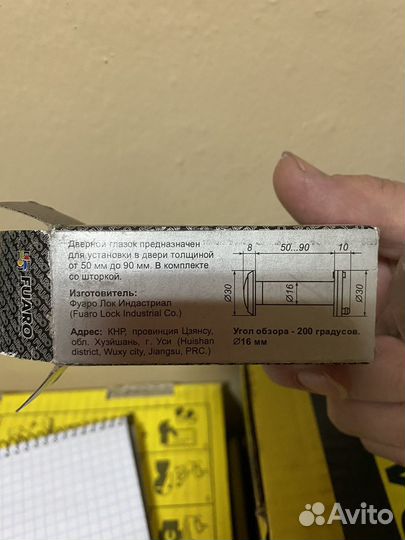 Дверной глазок предназначен
для установки в двери толщиной
от 50 мм до 90 мм. В комплекте
со шторкой.
Изготовитель:
Фуаро Лок Индастриал
(Fuaro Lock Industrial Co.)
Адрес: КНР, провинция Цзянсу,
обл. Хузйшань, г. Уси (Huishan
district, Wuxy city, Jiangsu, PRC.)
8 50...90 10
Ø30 Ø16 Ø30
Угол обзора - 200 градусов.
Ø16 мм
FUARO
Avito